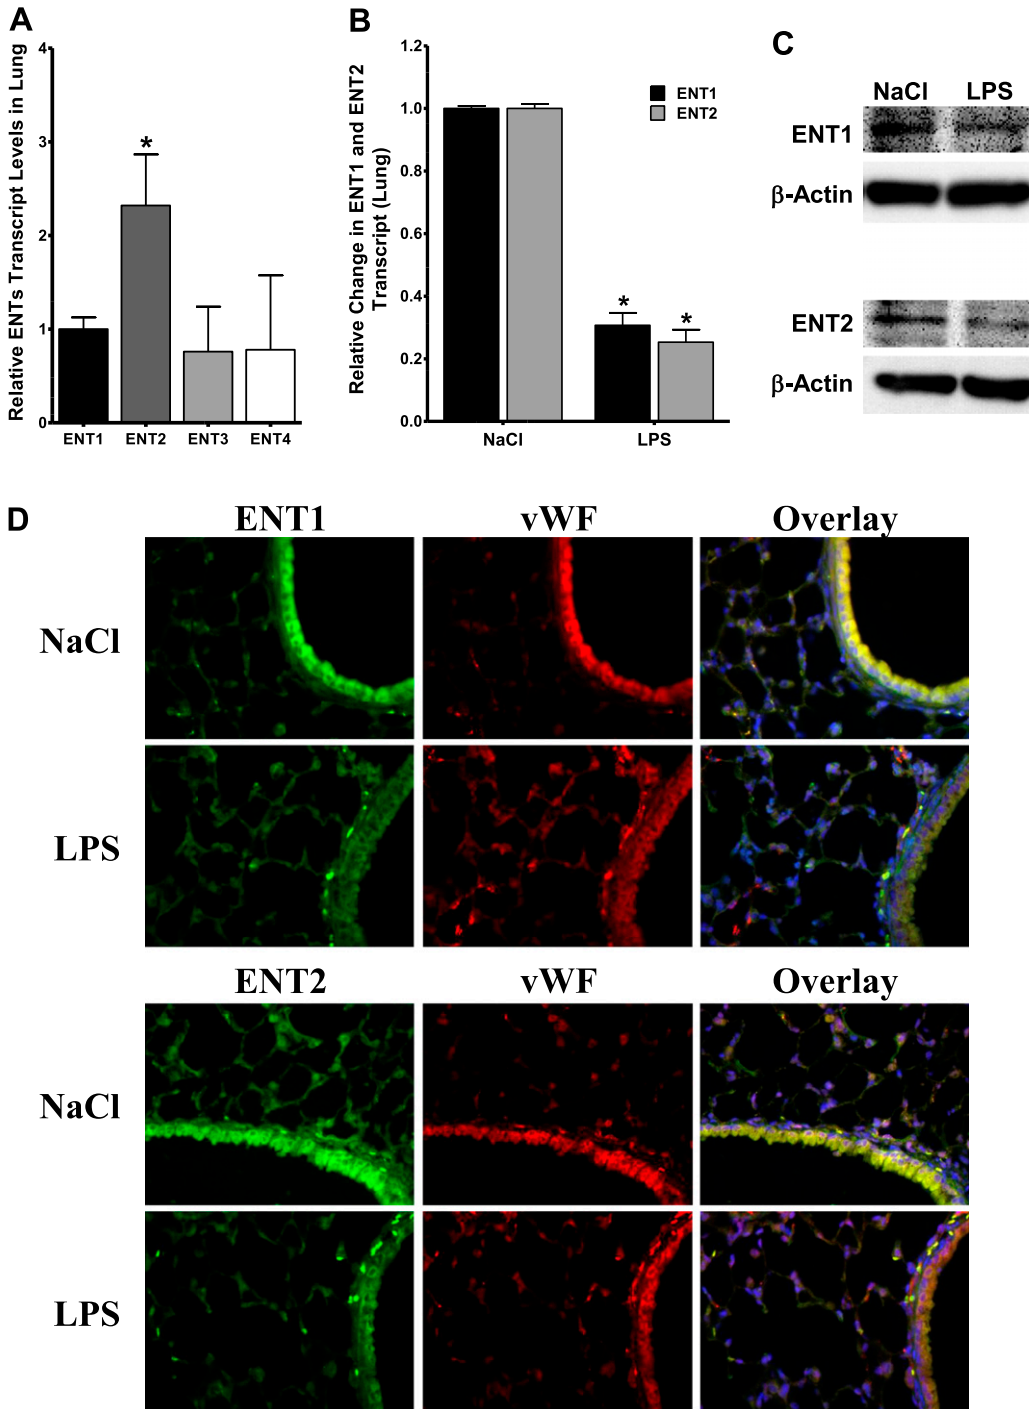 A
Relative ENTs Transcript Levels in Lung
4
3
2
1
0
*
ENT1 ENT2 ENT3 ENT4
B
Relative Change in ENT1 and ENT2
Transcript (Lung)
1.2
1.0
0.8
0.6
0.4
0.2
0.0
ENT1
ENT2
* *
NaCl LPS
C
NaCl LPS
ENT1
β-Actin
ENT2
β-Actin
D
ENT1 vWF Overlay
NaCl
LPS
ENT2 vWF Overlay
NaCl
LPS